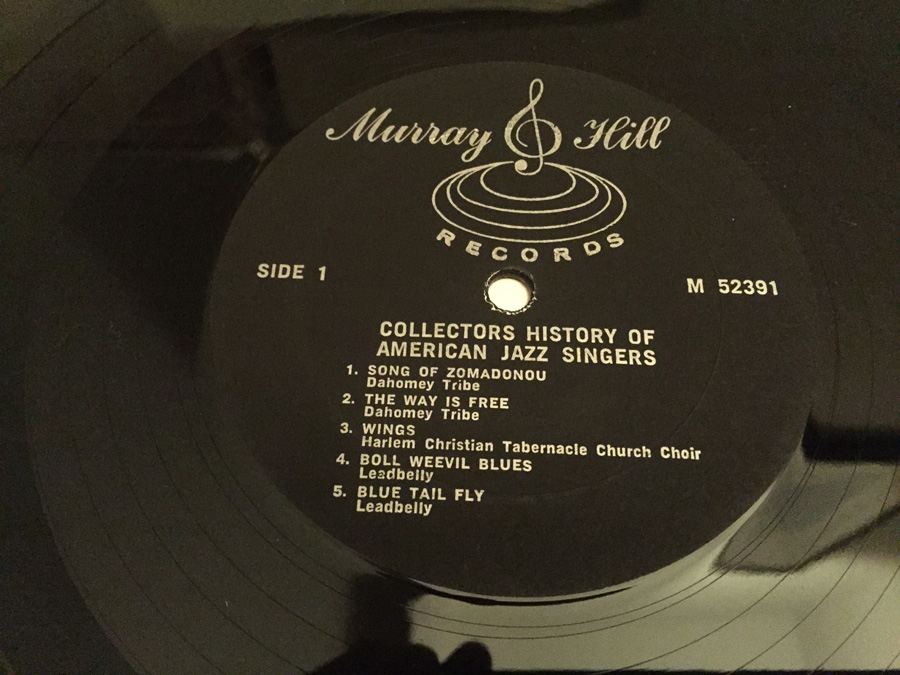 Murray Hill
RECORDS
SIDE 1
M 52391
COLLECTORS HISTORY OF
AMERICAN JAZZ SINGERS
1. SONG OF ZOMADONOU
Dahomey Tribe
2. THE WAY IS FREE
Dahomey Tribe
3. WINGS
Harlem Christian Tabernacle Church Choir
4. BOLL WEEVIL BLUES
Leadbelly
5. BLUE TAIL FLY
Leadbelly